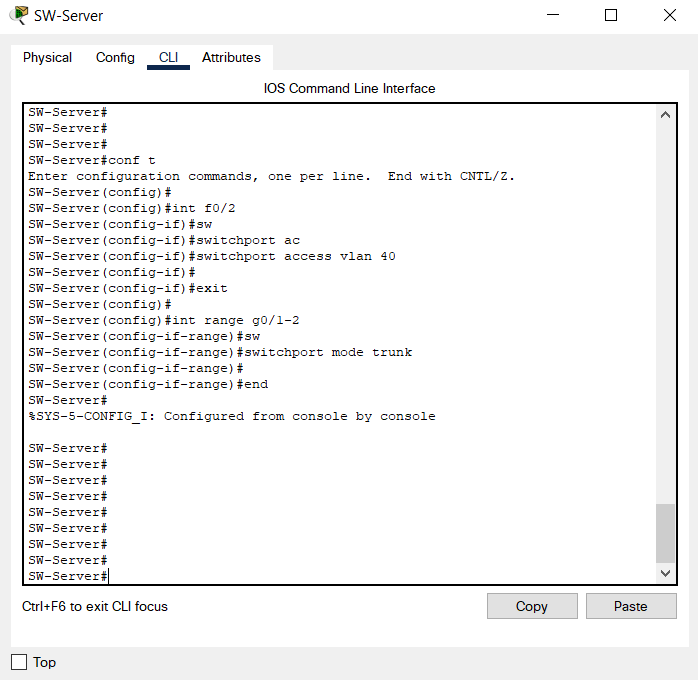 SW-Server
Physical Config CLI Attributes
IOS Command Line Interface
SW-Server#
SW-Server#
SW-Server#
SW-Server#conf t
Enter configuration commands, one per line.  End with CNTL/Z.
SW-Server(config)#
SW-Server(config)#int f0/2
SW-Server(config-if)#sw
SW-Server(config-if)#switchport ac
SW-Server(config-if)#switchport access vlan 40
SW-Server(config-if)#
SW-Server(config-if)#exit
SW-Server(config)#
SW-Server(config)#int range g0/1-2
SW-Server(config-if-range)#sw
SW-Server(config-if-range)#switchport mode trunk
SW-Server(config-if-range)#
SW-Server(config-if-range)#end
SW-Server#
%SYS-5-CONFIG_I: Configured from console by console
SW-Server#
SW-Server#
SW-Server#
SW-Server#
SW-Server#
SW-Server#
SW-Server#
SW-Server#
SW-Server#
Ctrl+F6 to exit CLI focus
Copy Paste
Top